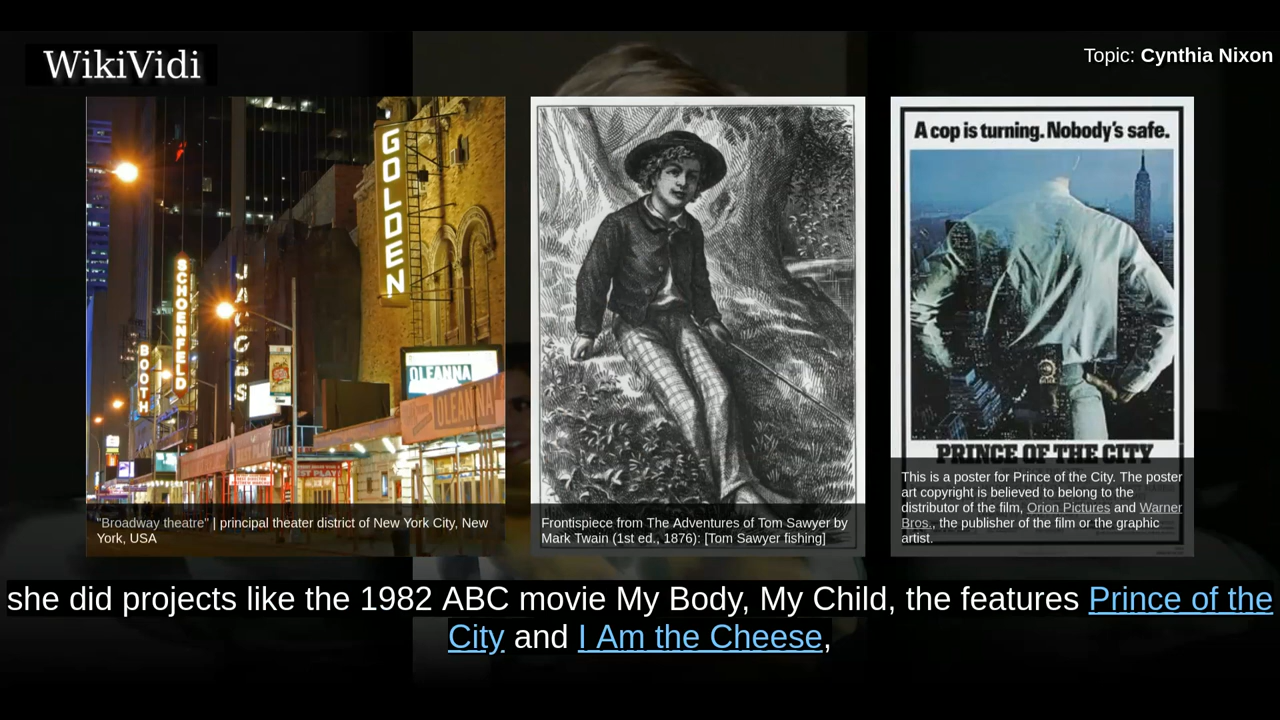 WikiVidi
Topic: Cynthia Nixon
GOLDEN
SCHOENFELD
JACOBS
BOOTH
OLEANNA
OLEANNA
"Broadway theatre" | principal theater district of New York City, New
York, USA
Frontispiece from The Adventures of Tom Sawyer by
Mark Twain (1st ed., 1876): [Tom Sawyer fishing]
A cop is turning. Nobody's safe.
PRINCE OF THE CITY
This is a poster for Prince of the City. The poster
art copyright is believed to belong to the
distributor of the film, Orion Pictures and Warner
Bros., the publisher of the film or the graphic
artist.
she did projects like the 1982 ABC movie My Body, My Child, the features Prince of the
City and I Am the Cheese,